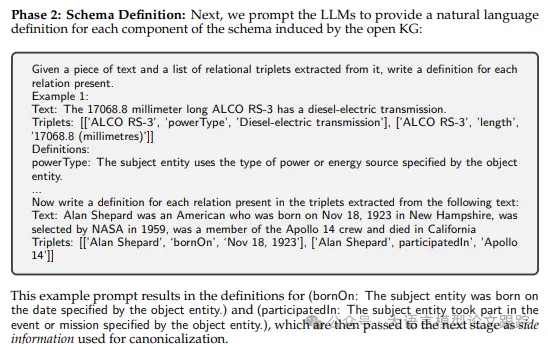 Phase 2: Schema Definition: Next, we prompt the LLMs to provide a natural language
definition for each component of the schema induced by the open KG:
Given a piece of text and a list of relational triplets extracted from it, write a definition for each
relation present.
Example 1:
Text: The 17068.8 millimeter long ALCO RS-3 has a diesel-electric transmission.
Triplets: [['ALCO RS-3', 'powerType', 'Diesel-electric transmission'], ['ALCO RS-3', 'length',
'17068.8 (millimetres)']]
Definitions:
powerType: The subject entity uses the type of power or energy source specified by the object
entity.
...
Now write a definition for each relation present in the triplets extracted from the following text:
Text: Alan Shepard was an American who was born on Nov 18, 1923 in New Hampshire, was
selected by NASA in 1959, was a member of the Apollo 14 crew and died in California
Triplets: [['Alan Shepard', 'bornOn', 'Nov 18, 1923'], ['Alan Shepard', participatedIn', 'Apollo
14']]
This example prompt results in the definitions for (bornOn: The subject entity was born on
the date specified by the object entity.) and (participatedIn: The subject entity took part in the
event or mission specified by the object entity.), which are then passed to the next stage as side
information used for canonicalization.
公众号 · 大语言模型论文跟踪